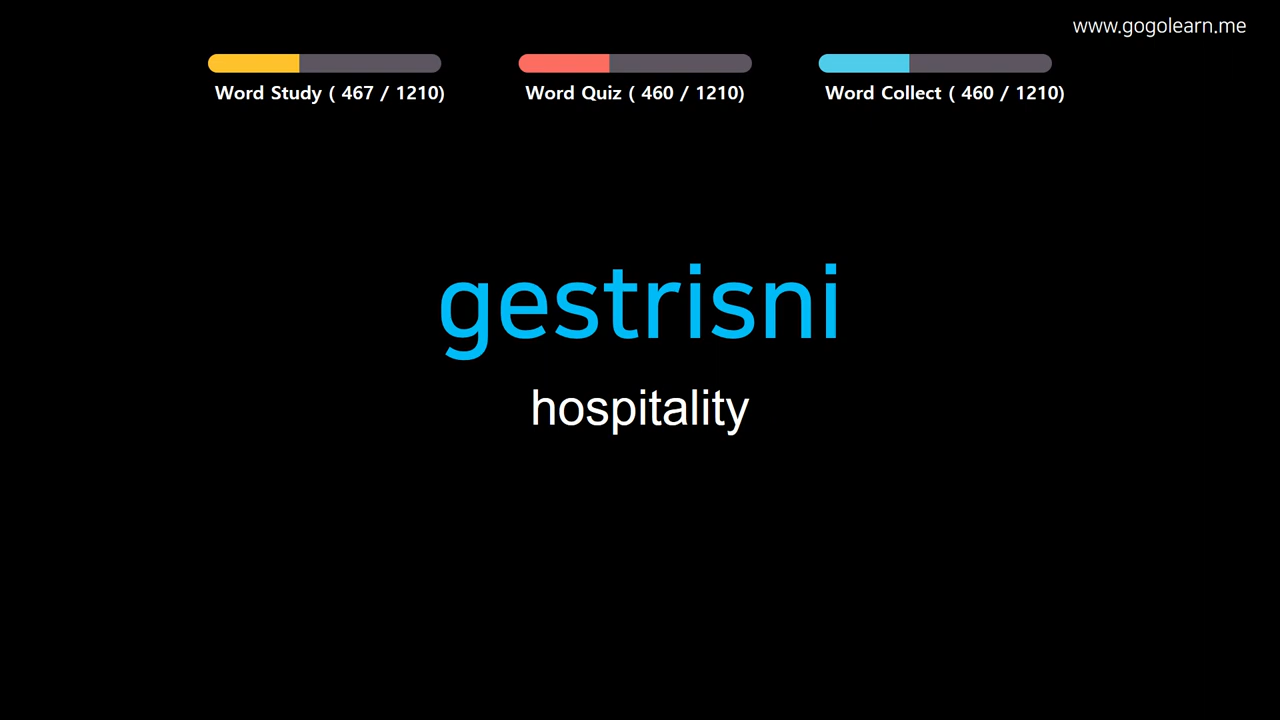 www.gogolearn.me
Word Study ( 467 / 1210)
Word Quiz ( 460 / 1210)
Word Collect ( 460 / 1210)
gestrisni
hospitality